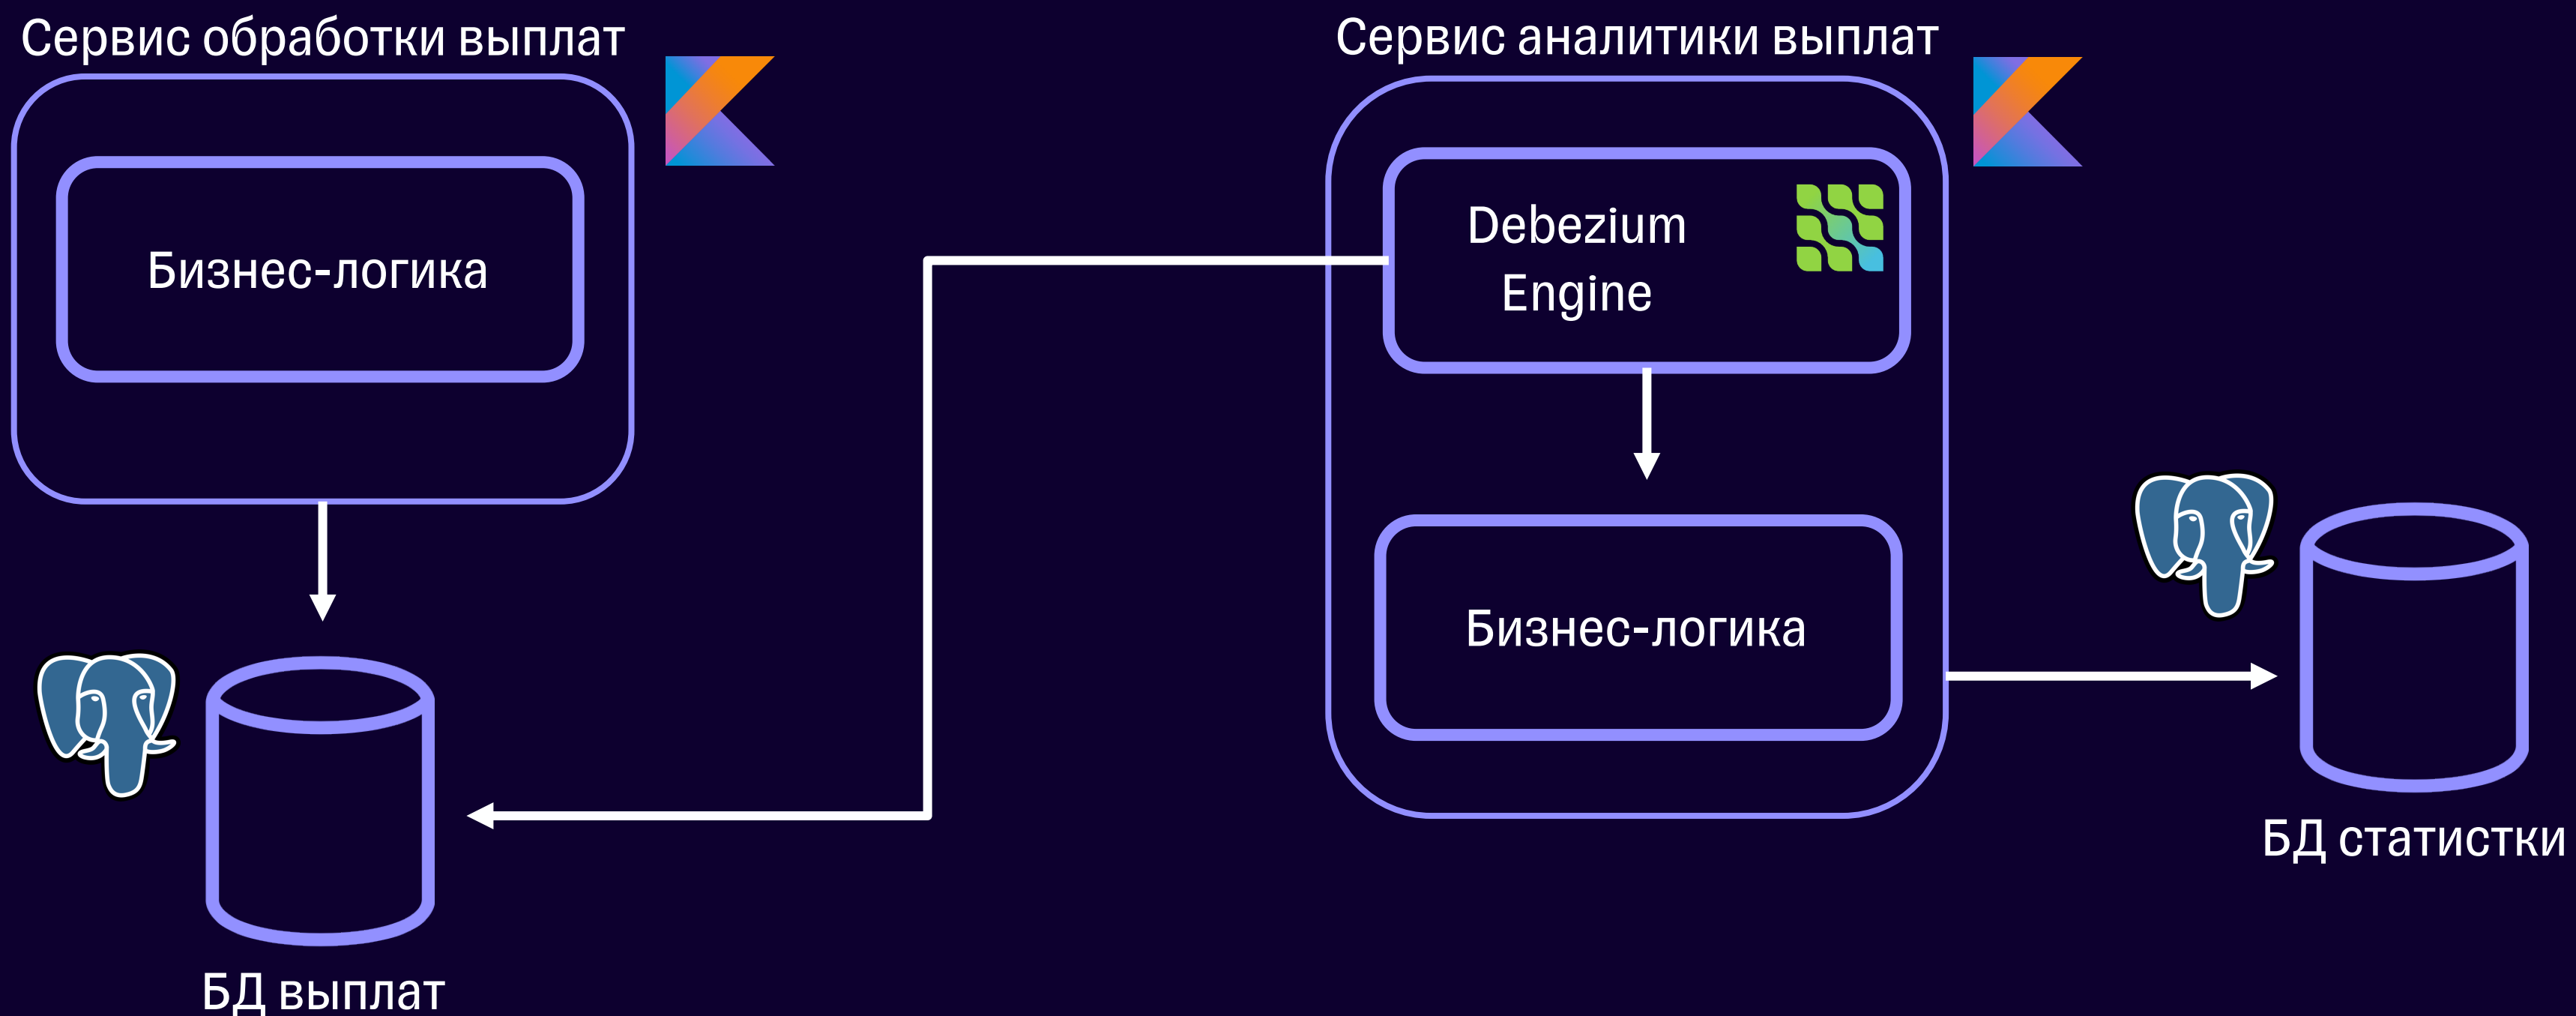 Сервис обработки выплат
Бизнес-логика
БД выплат
Сервис аналитики выплат
Debezium
Engine
Бизнес-логика
БД статистки